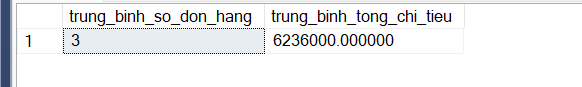 trung_binh_so_don_hang trung_binh_tong_chi_tieu
1 3 6236000.000000